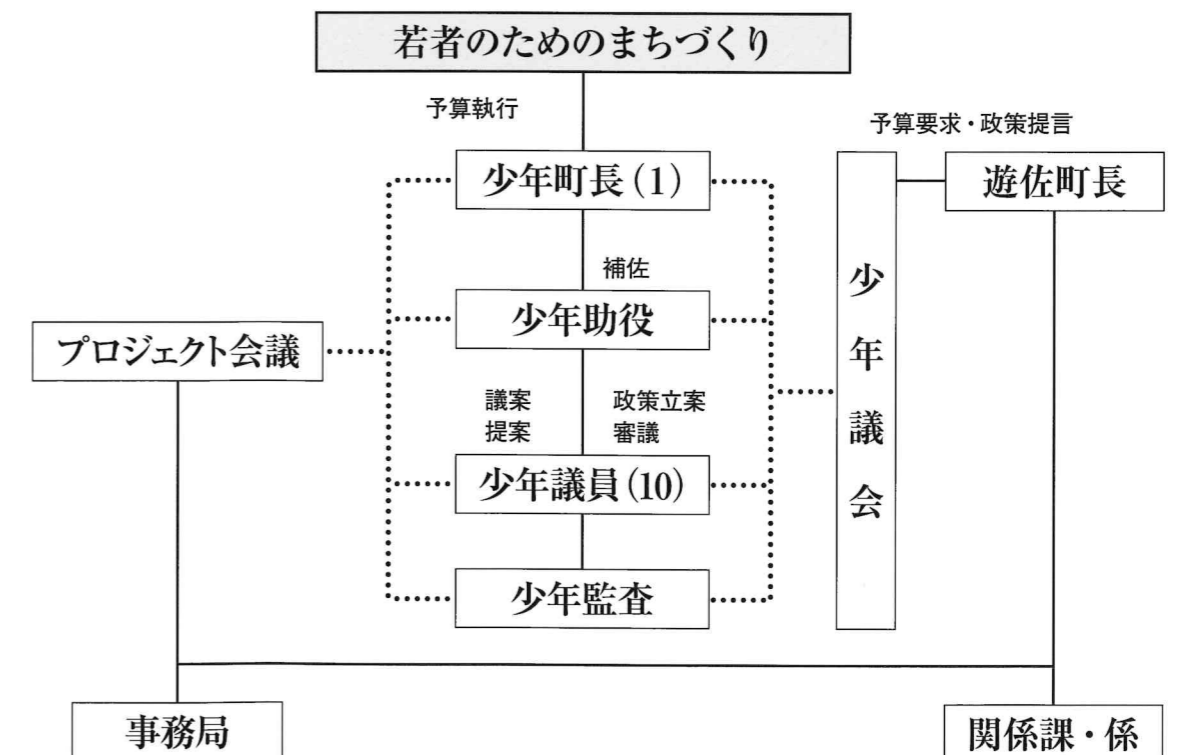 若者のためのまちづくり
予算執行
予算要求・政策提言
少年町長(1)
遊佐町長
補佐
少年助役
少年議会
プロジェクト会議
議案
提案
政策立案
審議
少年議員(10)
少年監査
事務局
関係課・係